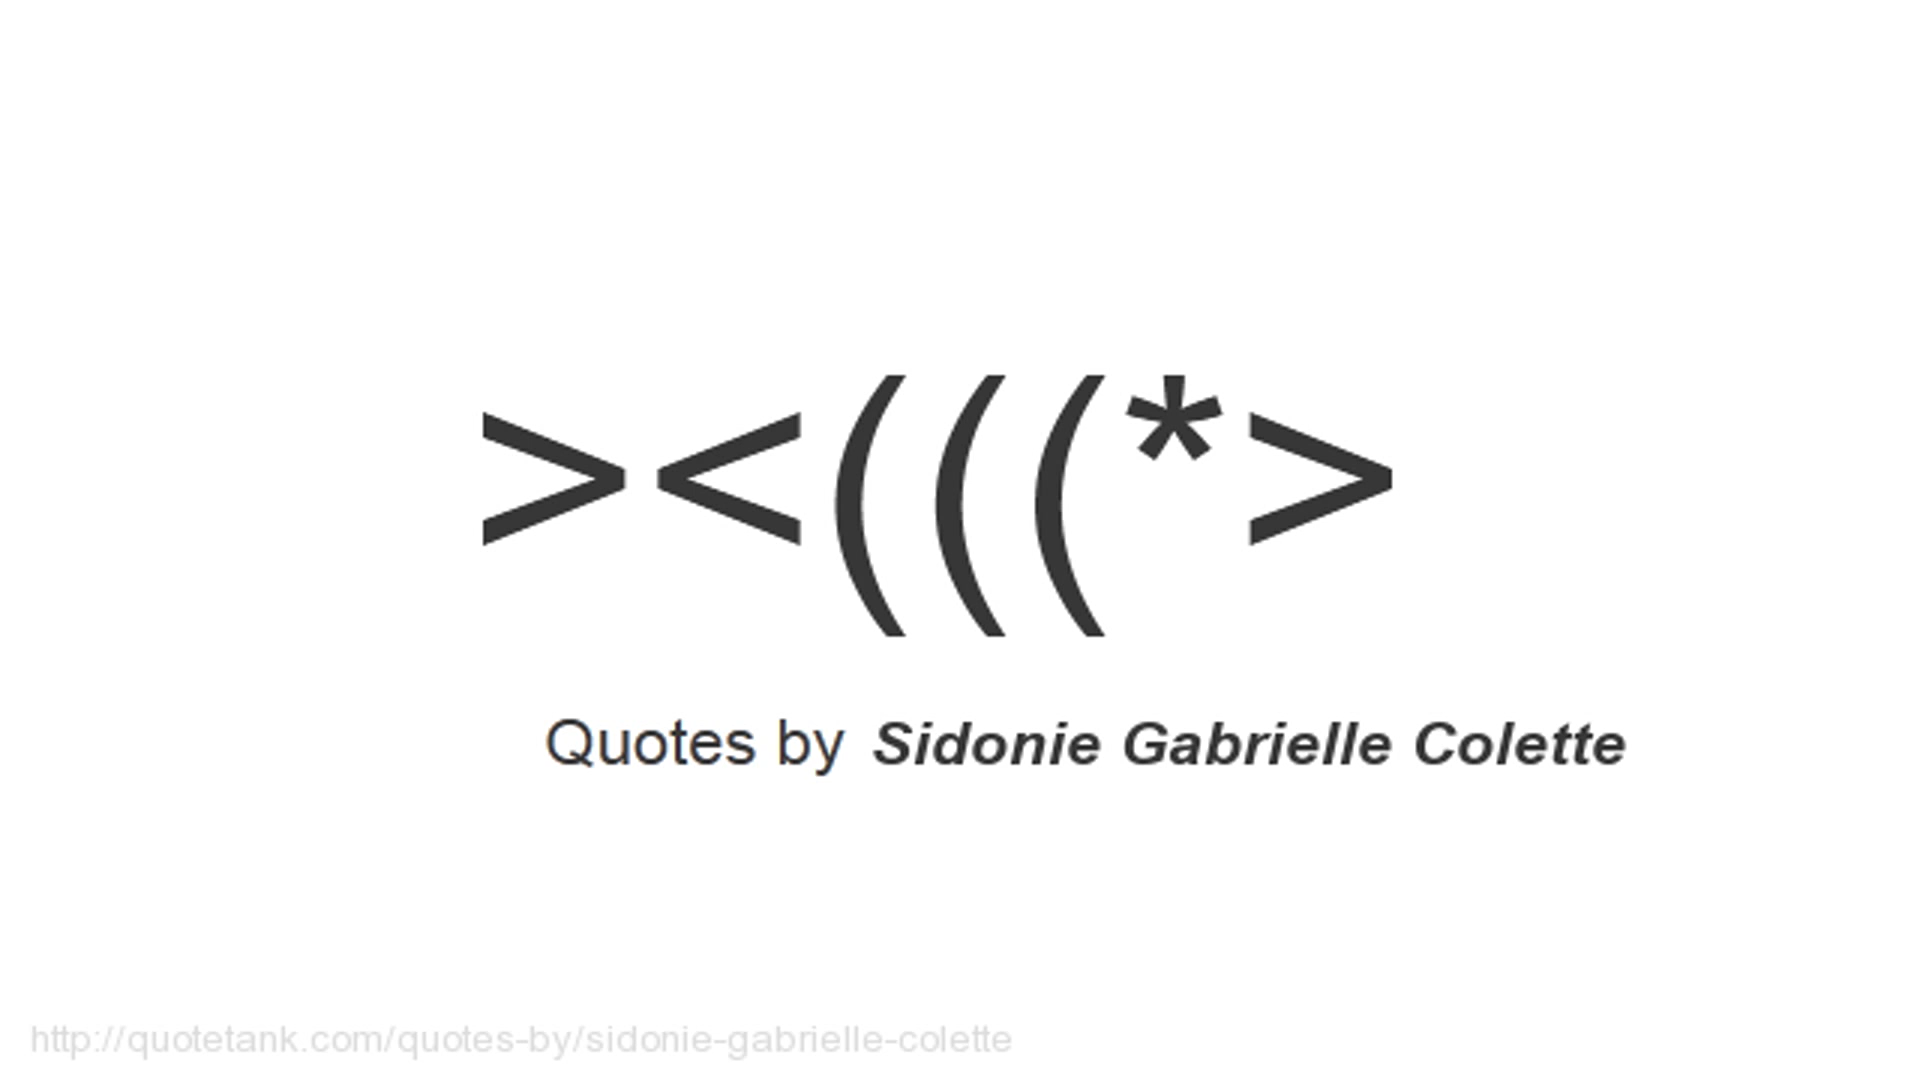 ><(((*>
Quotes by Sidonie Gabrielle Colette
http://quotetank.com/quotes-by/sidonie-gabrielle-colette